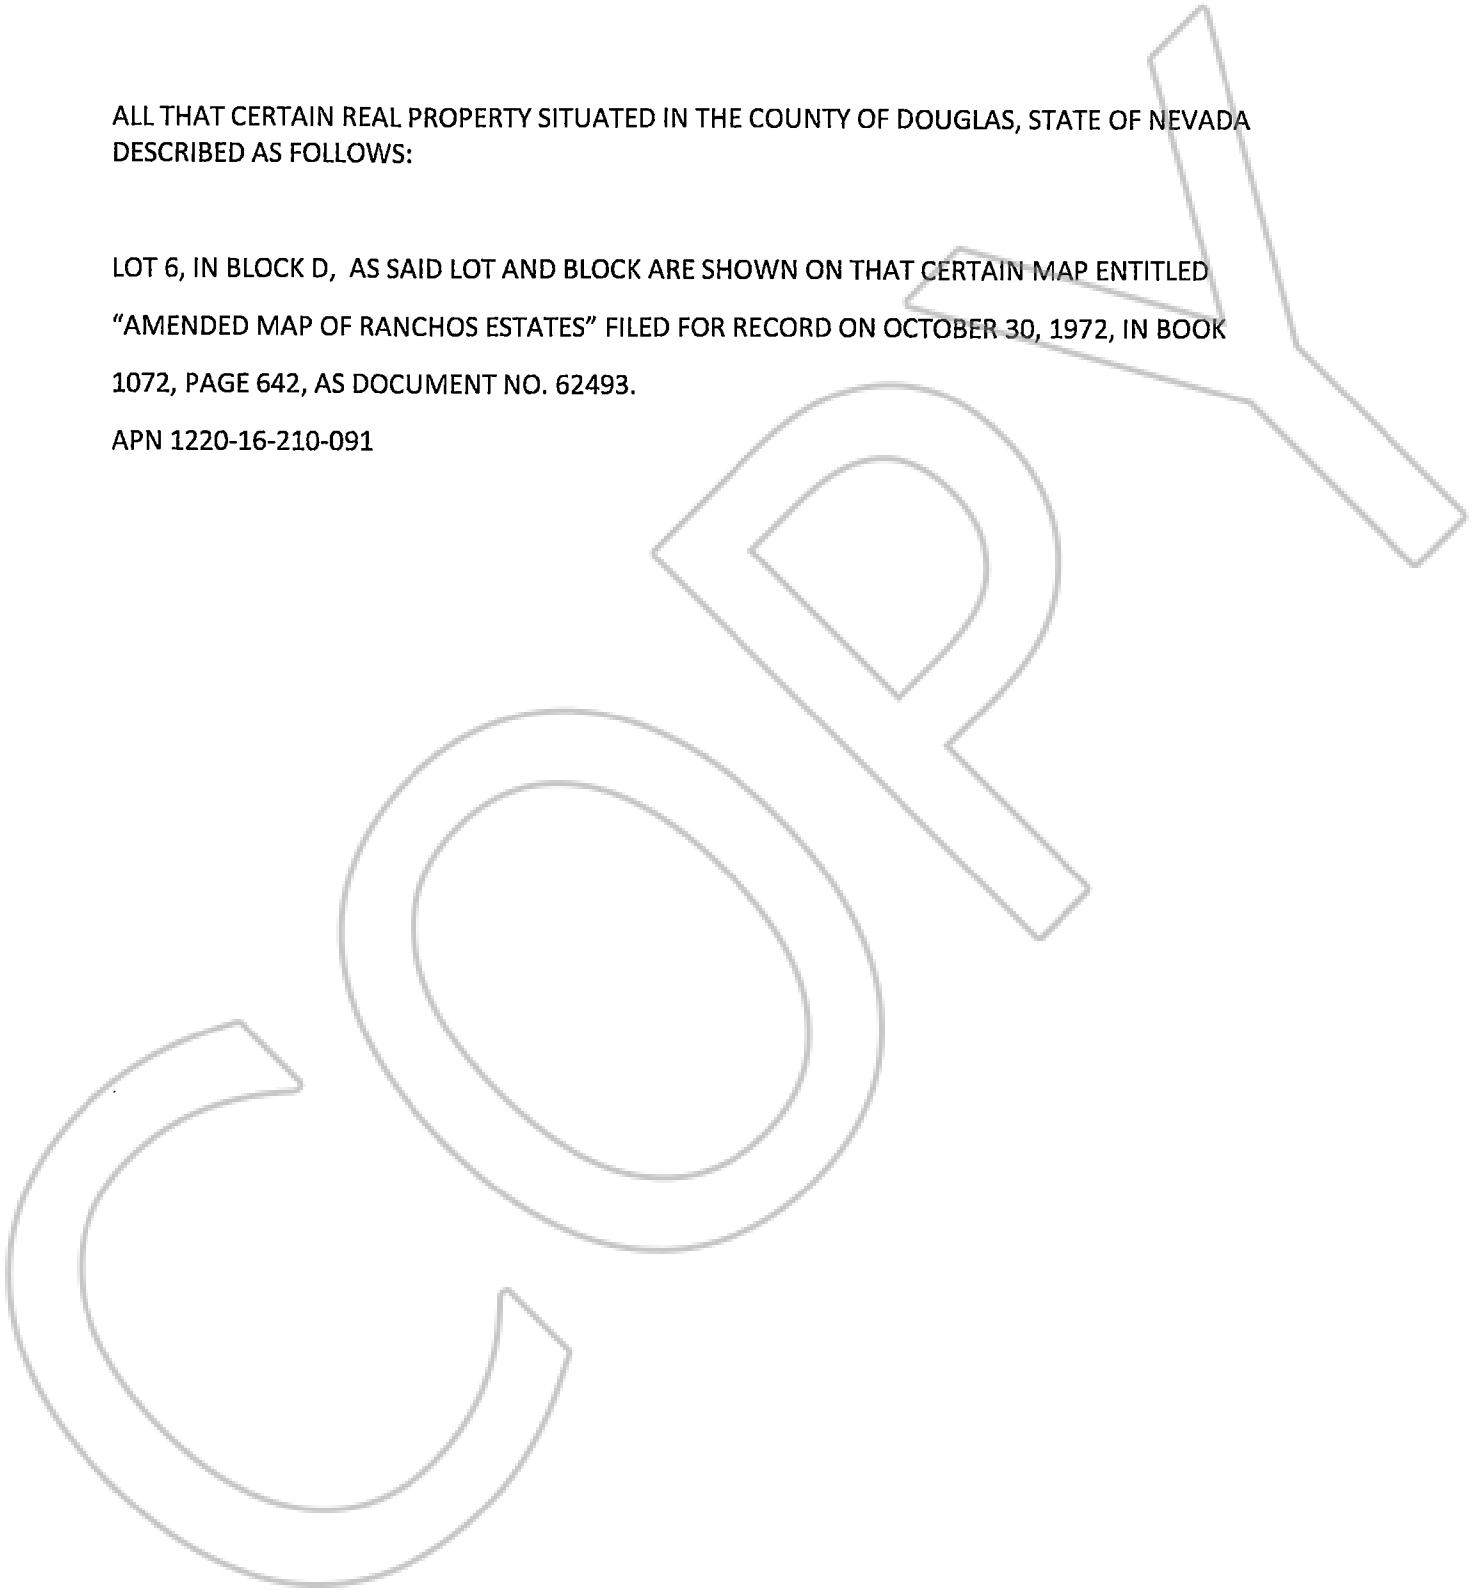 ALL THAT CERTAIN REAL PROPERTY SITUATED IN THE COUNTY OF DOUGLAS, STATE OF NEVADA
DESCRIBED AS FOLLOWS:
LOT 6, IN BLOCK D,  AS SAID LOT AND BLOCK ARE SHOWN ON THAT CERTAIN MAP ENTITLED
“AMENDED MAP OF RANCHOS ESTATES” FILED FOR RECORD ON OCTOBER 30, 1972, IN BOOK
1072, PAGE 642, AS DOCUMENT NO. 62493.
APN 1220-16-210-091
COPY